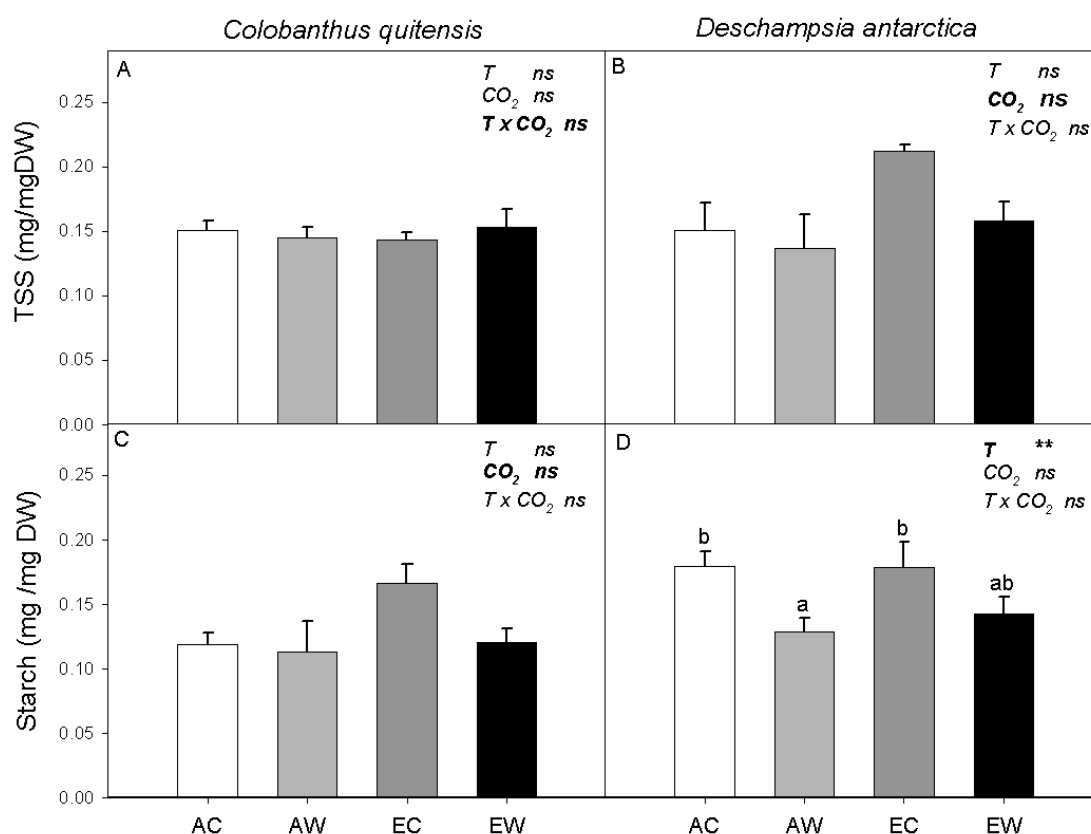 Colobanthus quitensis
Deschampsia antarctica
A
T ns
CO2 ns
T x CO2 ns
B
T ns
CO2 ns
T x CO2 ns
TSS (mg/mgDW)
0.25
0.20
0.15
0.10
0.05
0.00
C
T ns
CO2 ns
T x CO2 ns
D
T **
CO2 ns
T x CO2 ns
Starch (mg /mg DW)
0.25
0.20
0.15
0.10
0.05
0.00
b
a
b
ab
AC AW EC EW AC AW EC EW